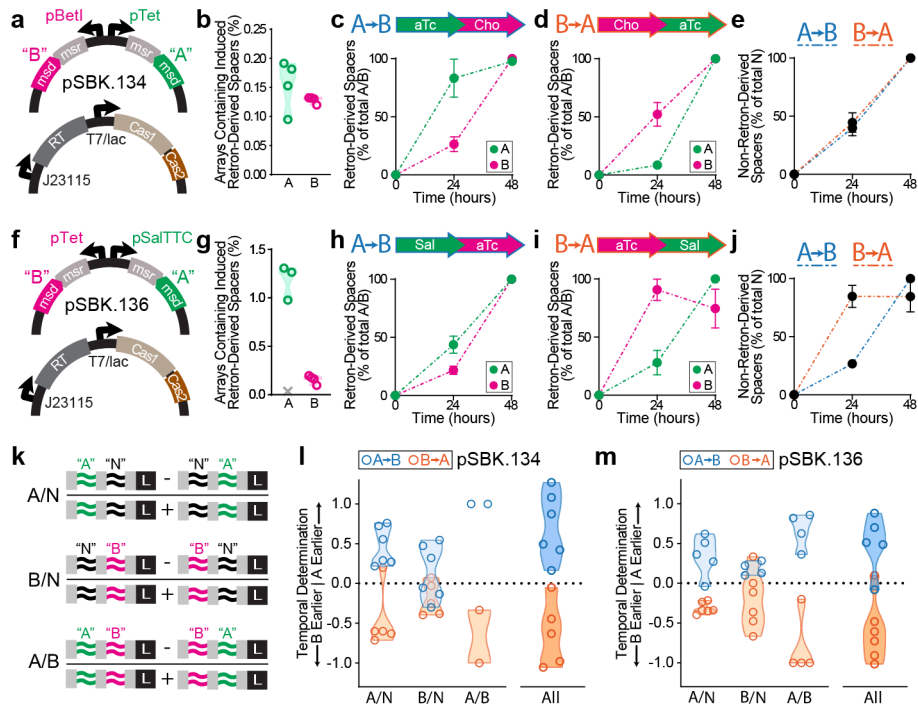 a
pBetI
pTet
"B"
msr
msr
"A"
msd
msd
pSBK.134
RT
T7/lac
Cas1
Cas2
J23115
b
Arrays Containing Induced
Retron-Derived Spacers (%)
0.20
0.15
0.10
0.05
0.0
A
B
c
A→B
aTc
Cho
Retron-Derived Spacers
(% of total A/B)
100
50
0
A
B
0
24
48
Time (hours)
d
B→A
Cho
aTc
Retron-Derived Spacers
(% of total A/B)
100
50
0
A
B
0
24
48
Time (hours)
e
A→B
B→A
Non-Retron-Derived
Spacers (% of total N)
100
50
0
0
24
48
Time (hours)
f
pTet
pSalTTC
"B"
msr
msr
"A"
msd
msd
pSBK.136
RT
T7/lac
Cas1
Cas2
J23115
g
Arrays Containing Induced
Retron-Derived Spacers (%)
1.5
1.0
0.5
0.0
A
B
h
A→B
Sal
aTc
Retron-Derived Spacers
(% of total A/B)
100
50
0
A
B
0
24
48
Time (hours)
i
B→A
aTc
Sal
Retron-Derived Spacers
(% of total A/B)
100
50
0
A
B
0
24
48
Time (hours)
j
A→B
B→A
Non-Retron-Derived
Spacers (% of total N)
100
50
0
0
24
48
Time (hours)
k
"A" "N" "N" "A"
L - L
A/N
L + L
"N" "B" "B" "N"
L - L
B/N
L + L
"A" "B" "B" "A"
L - L
A/B
L + L
l
A→B B→A pSBK.134
Temporal Determination
←B Earlier | A Earlier→
1.0
0.5
0.0
-0.5
-1.0
A/N
B/N
A/B
All
m
A→B B→A pSBK.136
Temporal Determination
←B Earlier | A Earlier→
1.0
0.5
0.0
-0.5
-1.0
A/N
B/N
A/B
All